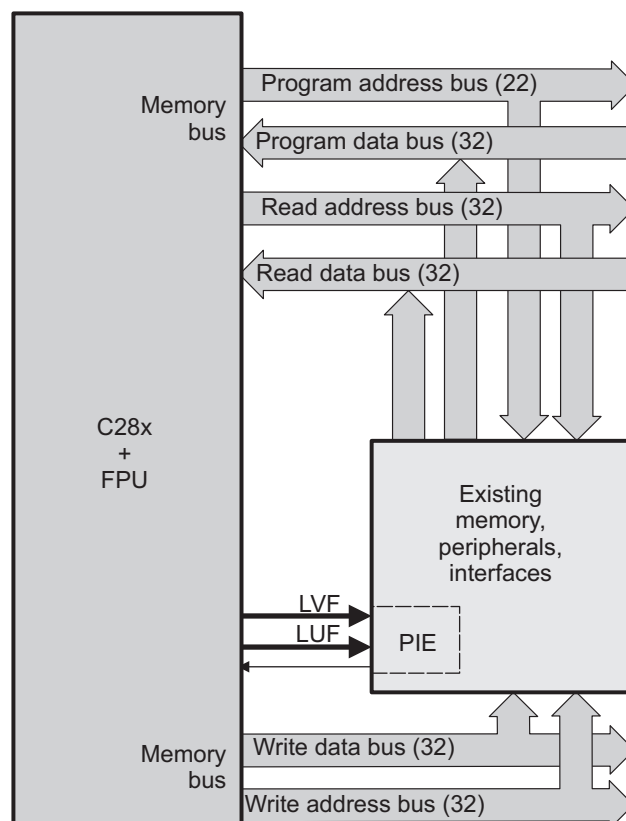 Program address bus (22)
Memory
bus
Program data bus (32)
Read address bus (32)
Read data bus (32)
C28x
+
FPU
Existing
memory,
peripherals,
interfaces
LVF
LUF
PIE
Memory
bus
Write data bus (32)
Write address bus (32)